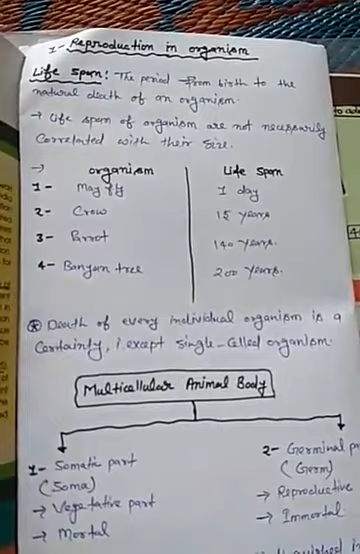 1- Reproduction in organism
Life span: The period from birth to the
natural death of an organism.
→ Life span of organism are not necessarily
Correlated with their size.
→ organism Life Span
1- May fly 1 day
2- Crow 15 years
3- Parrot 140 years.
4- Banyan tree 200 years.
* Death of every individual organism is a
Certainty, i.except single-celled organism.
Multicellular Animal Body
1- Somatic part
(Soma)
→ Vegetative part
→ Mortal
2- Germinal
(Germ)
→ Reproductive
→ Immortal